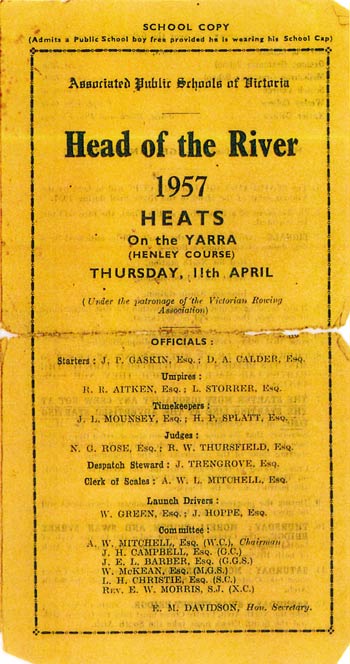 SCHOOL COPY
(Admits a Public School boy free provided he is wearing his School Cap)
Associated Public Schools of Victoria
Head of the River
1957
HEATS
On the YARRA
(HENLEY COURSE)
THURSDAY, 11th APRIL
(Under the patronage of the Victorian Rowing
Association)
OFFICIALS :
Starters : J. P. GASKIN, Esq. ; D. A. CALDER, Esq.
Umpires :
R. R. AITKEN, Esq. ; L. STORRER, Esq.
Timekeepers :
J. L. MOUNSEY, Esq. ; H. P. SPLATT, Esq.
Judges :
N. G. ROSE, Esq. ; R. W. THURSFIELD, Esq.
Despatch Steward : J. TRENGROVE, Esq.
Clerk of Scales : A. W. L. MITCHELL, Esq.
Launch Drivers :
W. GREEN, Esq. ; J. HOPPE, Esq.
Committee :
A. W. MITCHELL, Esq. (W.C.), Chairman
J. H. CAMPBELL, Esq. (G.C.)
J. E. L. BARBER, Esq. (G.G.S.)
W. McKEAN, Esq. (M.G.S.)
L. H. CHRISTIE, Esq. (S.C.)
Rev. E. W. MORRIS, S.J. (X.C.)
E. M. DAVIDSON, Hon. Secretary.